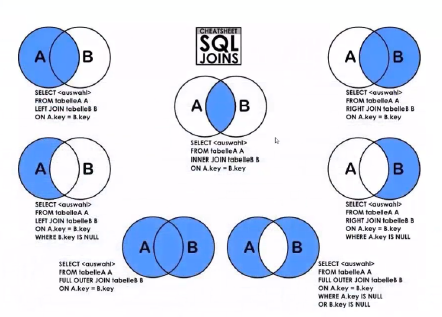 CHEATSHEET
SQL
JOINS
A B
SELECT <auswahl>
FROM tabelleA A
LEFT JOIN tabelleB B
ON A.key = B.key
A B
SELECT <auswahl>
FROM tabelleA A
RIGHT JOIN tabelleB B
ON A.key = B.key
A B
SELECT <auswahl>
FROM tabelleA A
INNER JOIN tabelleB B
ON A.key = B.key
A B
SELECT <auswahl>
FROM tabelleA A
LEFT JOIN tabelleB B
ON A.key = B.key
WHERE B.key IS NULL
A B
SELECT <auswahl>
FROM tabelleA A
RIGHT JOIN tabelleB B
ON A.key = B.key
WHERE A.key IS NULL
A B
SELECT <auswahl>
FROM tabelleA A
FULL OUTER JOIN tabelleB B
ON A.key = B.key
A B
SELECT <auswahl>
FROM tabelleA A
FULL OUTER JOIN tabelleB B
ON A.key = B.key
WHERE A.key IS NULL
OR B.key IS NULL